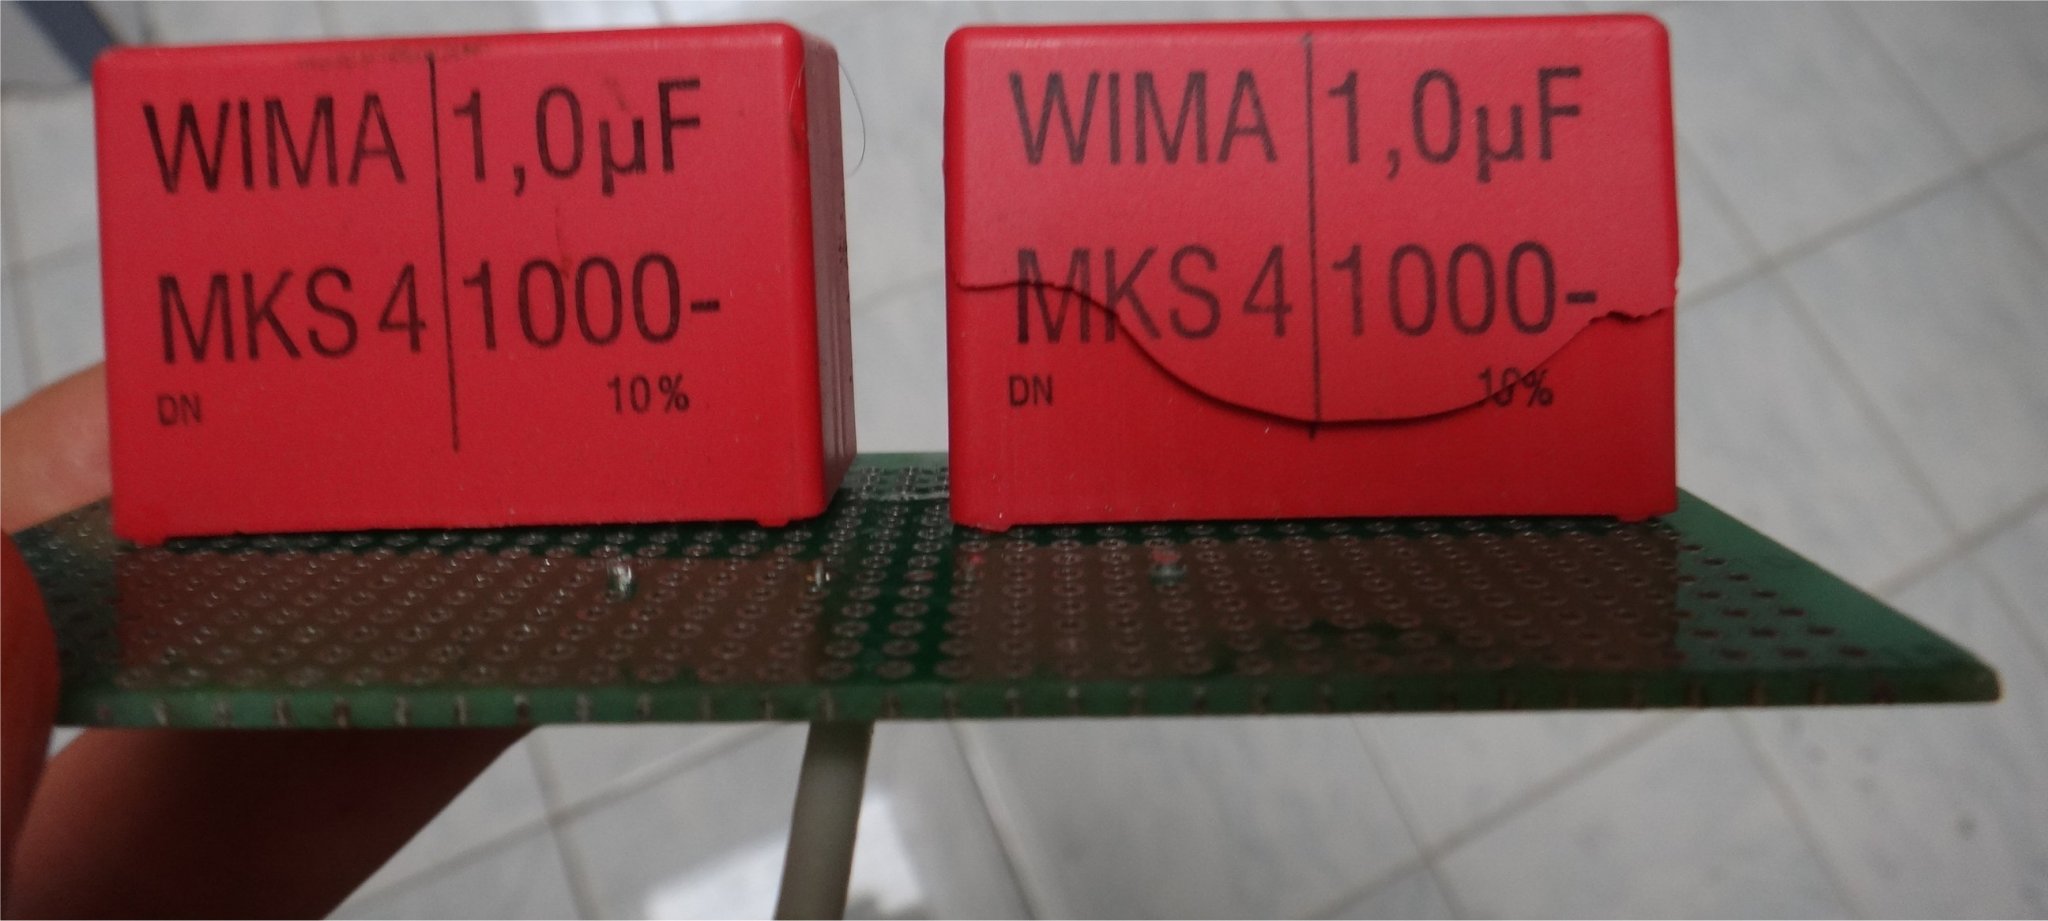 WIMA 1,0µF
MKS 4 1000-
DN 10%
WIMA 1,0µF
MKS 4 1000-
DN 10%